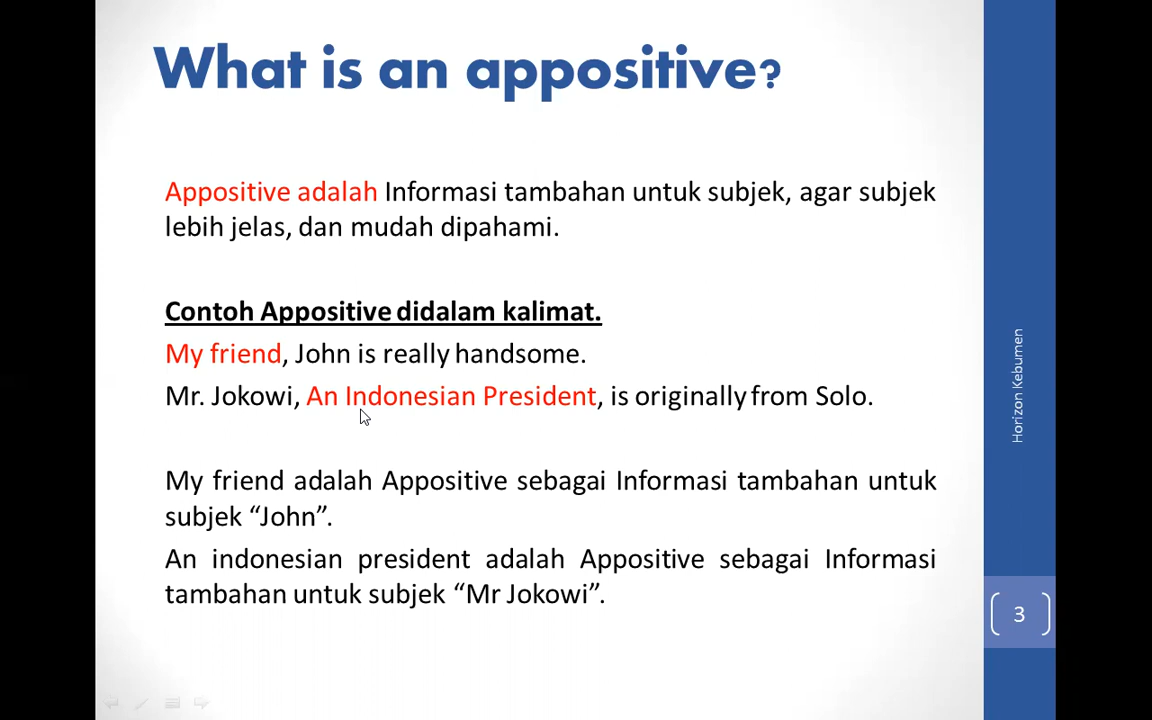 What is an appositive?
Appositive adalah Informasi tambahan untuk subjek, agar subjek
lebih jelas, dan mudah dipahami.
Contoh Appositive didalam kalimat.
My friend, John is really handsome.
Mr. Jokowi, An Indonesian President, is originally from Solo.
My friend adalah Appositive sebagai Informasi tambahan untuk
subjek “John”.
An indonesian president adalah Appositive sebagai Informasi
tambahan untuk subjek “Mr Jokowi”.
Horizon Kebumen
3